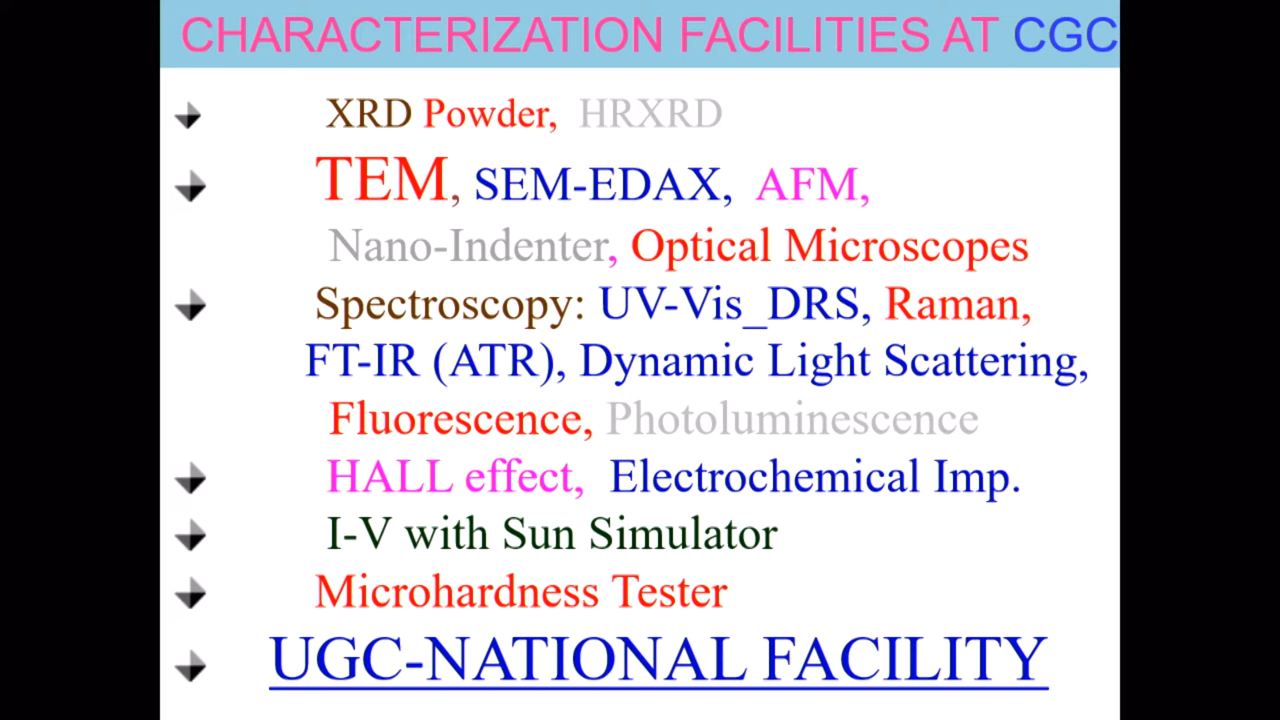 CHARACTERIZATION FACILITIES AT CGC
XRD Powder, HRXRD
TEM, SEM-EDAX, AFM,
Nano-Indenter, Optical Microscopes
Spectroscopy: UV-Vis_DRS, Raman,
FT-IR (ATR), Dynamic Light Scattering,
Fluorescence, Photoluminescence
HALL effect, Electrochemical Imp.
I-V with Sun Simulator
Microhardness Tester
UGC-NATIONAL FACILITY